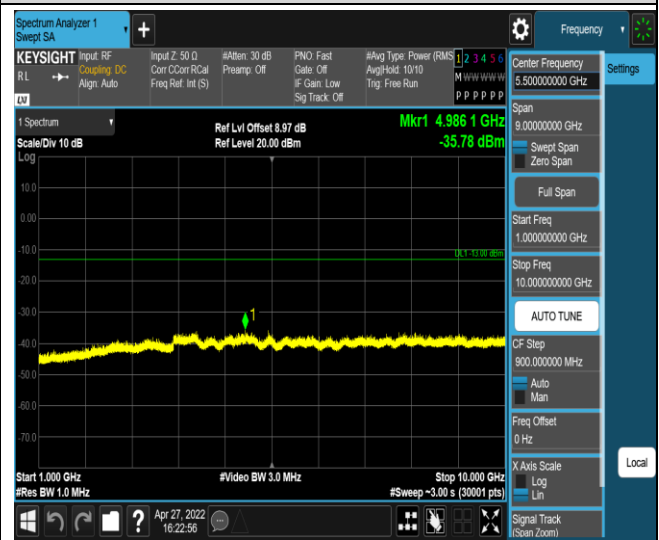 Spectrum Analyzer 1
Swept SA
+
Frequency
KEYSIGHT
RL
LXI
Input: RF
Coupling: DC
Align: Auto
Input Z: 50 Ω
Corr CCorr RCal
Freq Ref: Int (S)
#Atten: 30 dB
Preamp: Off
PNO: Fast
Gate: Off
IF Gain: Low
Sig Track: Off
#Avg Type: Power (RMS
Avg|Hold: 10/10
Trig: Free Run
1 2 3 4 5 6
M W W W W W
P P P P P P
1 Spectrum
Scale/Div 10 dB
Log
Ref Lvl Offset 8.97 dB
Ref Level 20.00 dBm
Mkr1 4.986 1 GHz
-35.78 dBm
10.0
0.00
-10.0
DL1 -13.00 dBm
-20.0
-30.0
1
-40.0
-50.0
-60.0
-70.0
Start 1.000 GHz
#Res BW 1.0 MHz
#Video BW 3.0 MHz
Stop 10.000 GHz
#Sweep ~3.00 s (30001 pts)
?
Apr 27, 2022
16:22:56
Center Frequency
5.500000000 GHz
Span
9.00000000 GHz
Swept Span
Zero Span
Full Span
Start Freq
1.000000000 GHz
Stop Freq
10.000000000 GHz
AUTO TUNE
CF Step
900.000000 MHz
Auto
Man
Freq Offset
0 Hz
X Axis Scale
Log
Lin
Signal Track
(Span Zoom)
Settings
Local